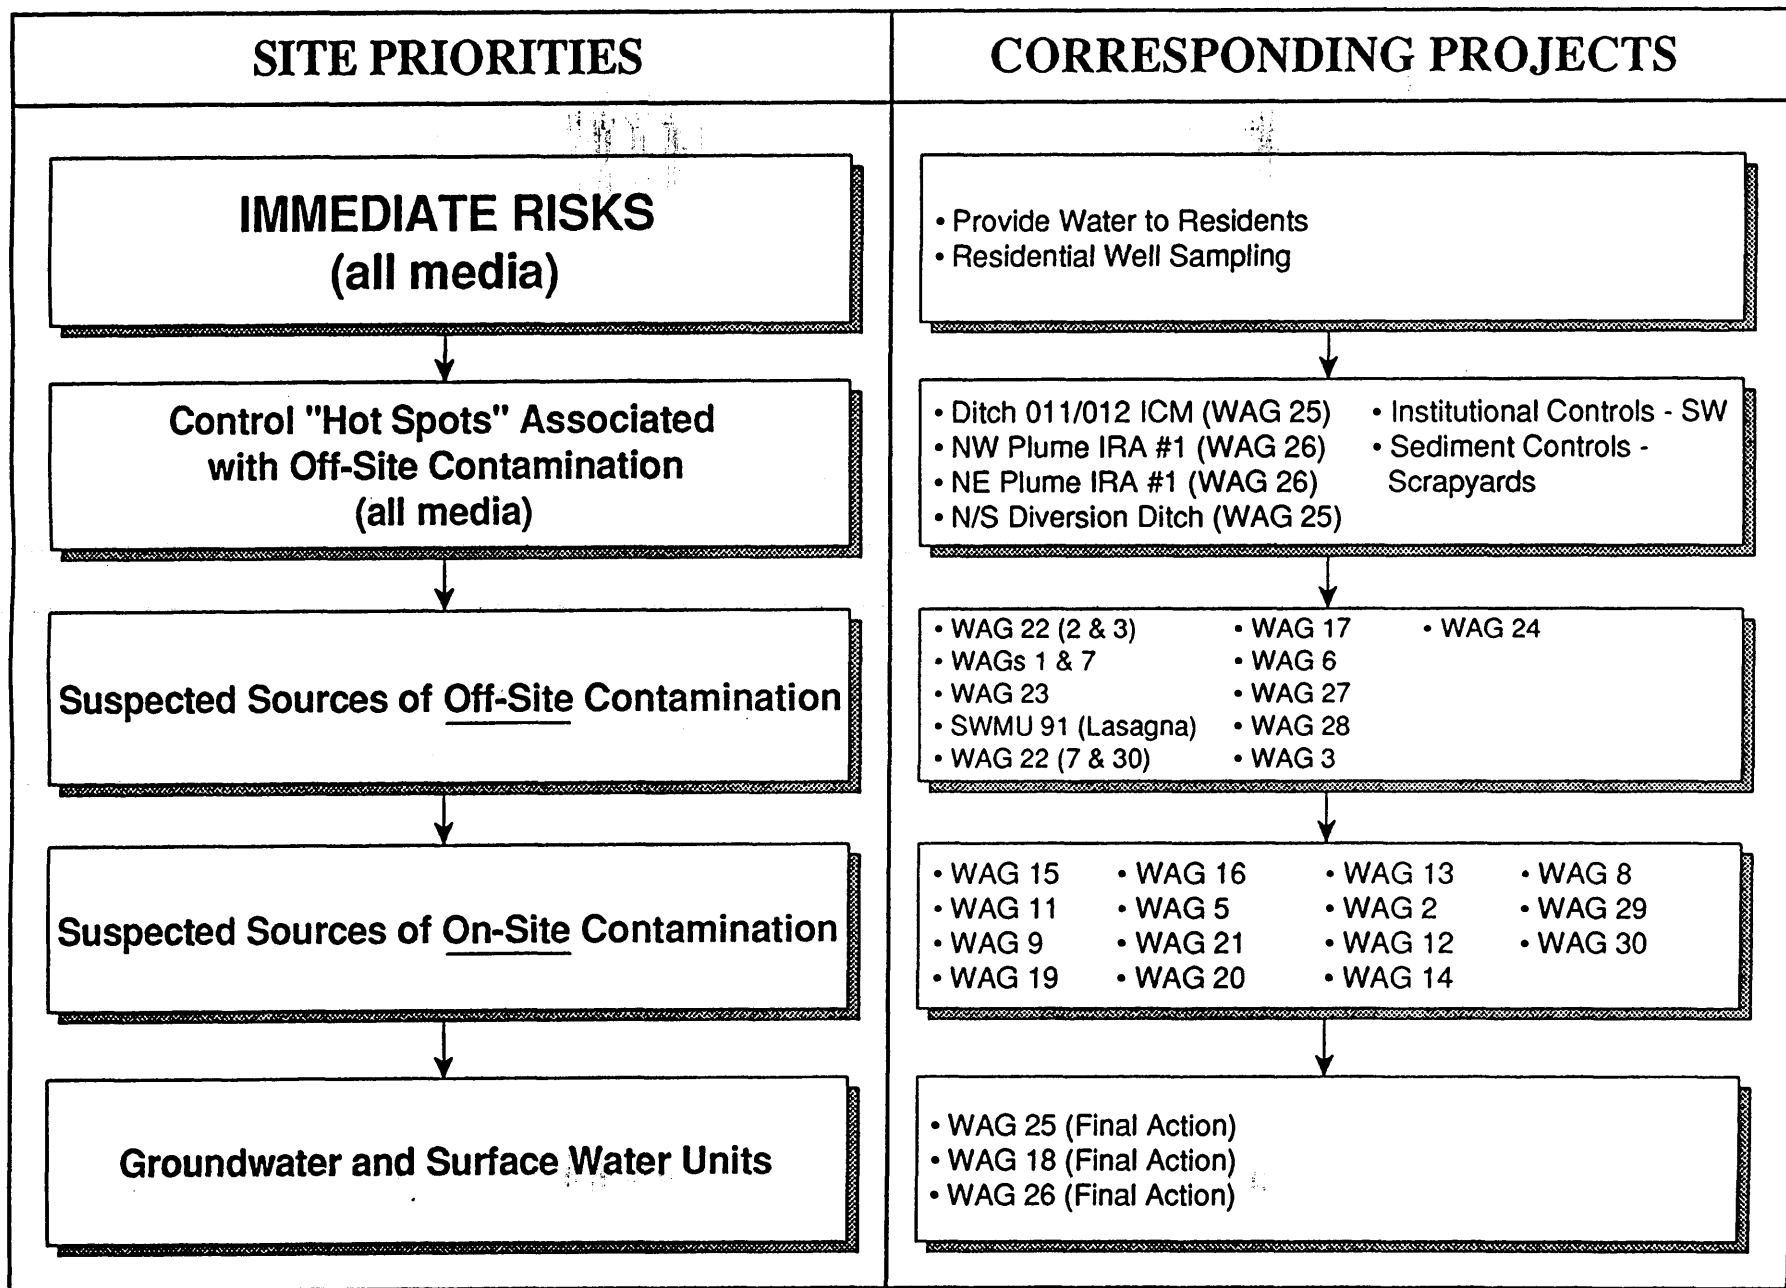 SITE PRIORITIES
CORRESPONDING PROJECTS
IMMEDIATE RISKS
(all media)
• Provide Water to Residents
• Residential Well Sampling
Control "Hot Spots" Associated
with Off-Site Contamination
(all media)
• Ditch 011/012 ICM (WAG 25)
• NW Plume IRA #1 (WAG 26)
• NE Plume IRA #1 (WAG 26)
• N/S Diversion Ditch (WAG 25)
• Institutional Controls - SW
• Sediment Controls -
Scrapyards
Suspected Sources of Off-Site Contamination
• WAG 22 (2 & 3)
• WAGs 1 & 7
• WAG 23
• SWMU 91 (Lasagna)
• WAG 22 (7 & 30)
• WAG 17
• WAG 6
• WAG 27
• WAG 28
• WAG 3
• WAG 24
Suspected Sources of On-Site Contamination
• WAG 15
• WAG 11
• WAG 9
• WAG 19
• WAG 16
• WAG 5
• WAG 21
• WAG 20
• WAG 13
• WAG 2
• WAG 12
• WAG 14
• WAG 8
• WAG 29
• WAG 30
Groundwater and Surface Water Units
• WAG 25 (Final Action)
• WAG 18 (Final Action)
• WAG 26 (Final Action)